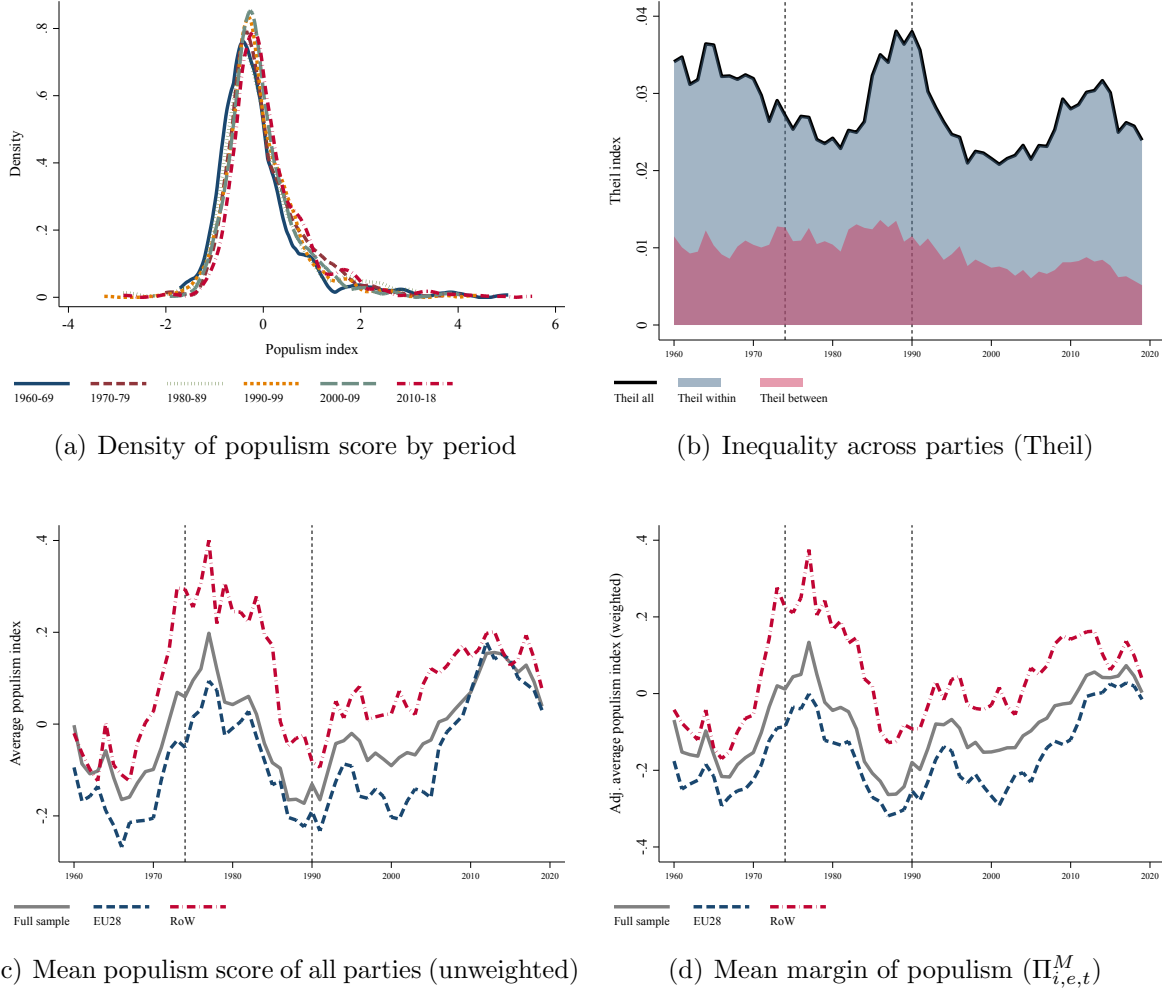 0 .2 .4 .6 .8
Density
-4 -2 0 2 4 6
Populism index
1960-69 1970-79 1980-89 1990-99 2000-09 2010-18
(a) Density of populism score by period
0 .01 .02 .03 .04
Theil index
1960 1970 1980 1990 2000 2010 2020
Theil all Theil within Theil between
(b) Inequality across parties (Theil)
-.2 0 .2 .4
Average populism index
1960 1970 1980 1990 2000 2010 2020
Full sample EU28 RoW
c) Mean populism score of all parties (unweighted)
-.4 -.2 0 .2 .4
Adj. average populism index (weighted)
1960 1970 1980 1990 2000 2010 2020
Full sample EU28 RoW
(d) Mean margin of populism (Π^M_{i,e,t})